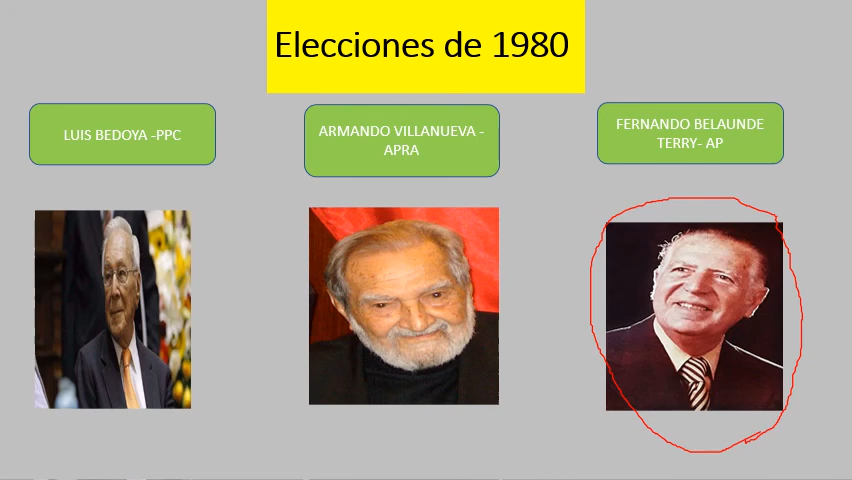 Elecciones de 1980
LUIS BEDOYA -PPC
ARMANDO VILLANUEVA -
APRA
FERNANDO BELAUNDE
TERRY- AP